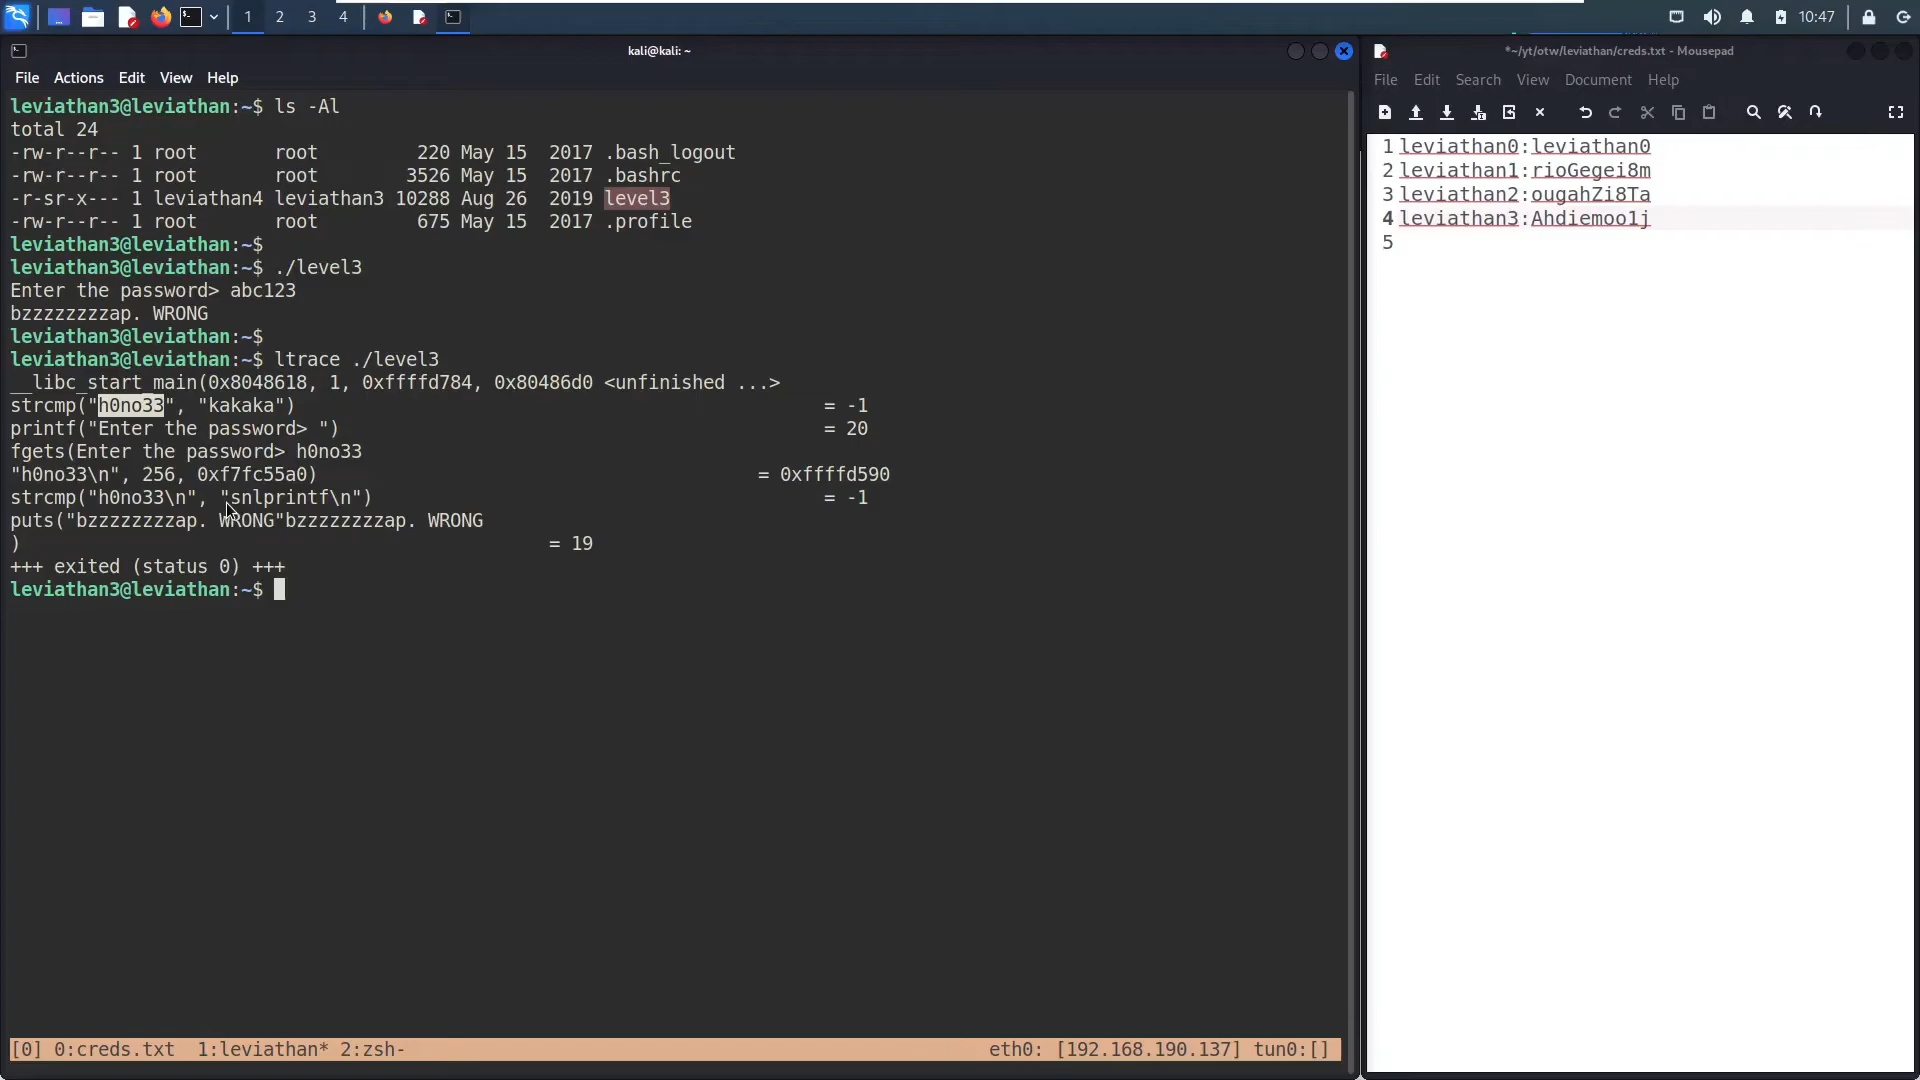 1 2 3 4 10:47
kali@kali: ~
File Actions Edit View Help
leviathan3@leviathan:~$ ls -Al
total 24
-rw-r--r-- 1 root root 220 May 15 2017 .bash_logout
-rw-r--r-- 1 root root 3526 May 15 2017 .bashrc
-r-sr-x--- 1 leviathan4 leviathan3 10288 Aug 26 2019 level3
-rw-r--r-- 1 root root 675 May 15 2017 .profile
leviathan3@leviathan:~$
leviathan3@leviathan:~$ ./level3
Enter the password> abc123
bzzzzzzzzap. WRONG
leviathan3@leviathan:~$
leviathan3@leviathan:~$ ltrace ./level3
__libc_start_main(0x8048618, 1, 0xffffd784, 0x80486d0 <unfinished ...>
strcmp("h0no33", "kakaka") = -1
printf("Enter the password> ") = 20
fgets(Enter the password> h0no33
"h0no33\n", 256, 0xf7fc55a0) = 0xffffd590
strcmp("h0no33\n", "snlprintf\n") = -1
puts("bzzzzzzzzap. WRONG"bzzzzzzzzap. WRONG
) = 19
+++ exited (status 0) +++
leviathan3@leviathan:~$
[0] 0:creds.txt 1:leviathan* 2:zsh- eth0: [192.168.190.137] tun0:[]
*~/yt/otw/leviathan/creds.txt - Mousepad
File Edit Search View Document Help
1 leviathan0:leviathan0
2 leviathan1:rioGegei8m
3 leviathan2:ougahZi8Ta
4 leviathan3:Ahdiemoo1j
5